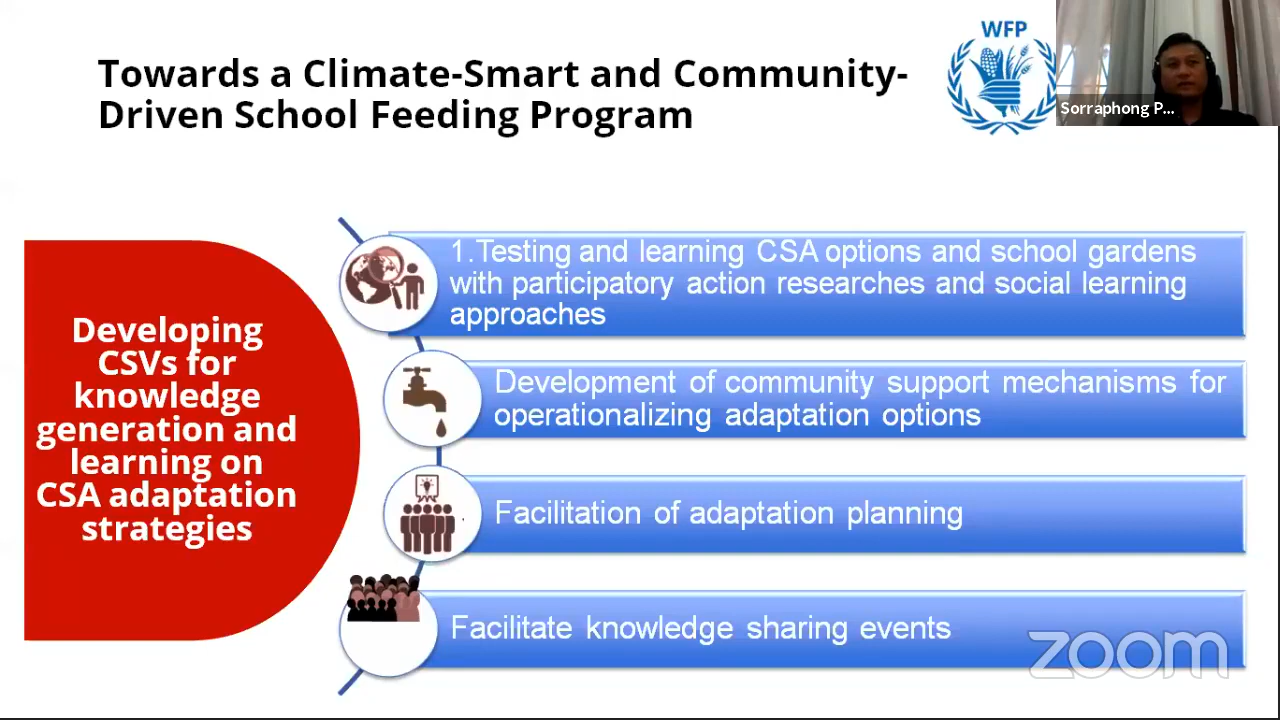 Towards a Climate-Smart and Community-
Driven School Feeding Program
WFP
Sorraphong P...
Developing
CSVs for
knowledge
generation and
learning on
CSA adaptation
strategies
1.Testing and learning CSA options and school gardens
with participatory action researches and social learning
approaches
Development of community support mechanisms for
operationalizing adaptation options
Facilitation of adaptation planning
Facilitate knowledge sharing events
zoom